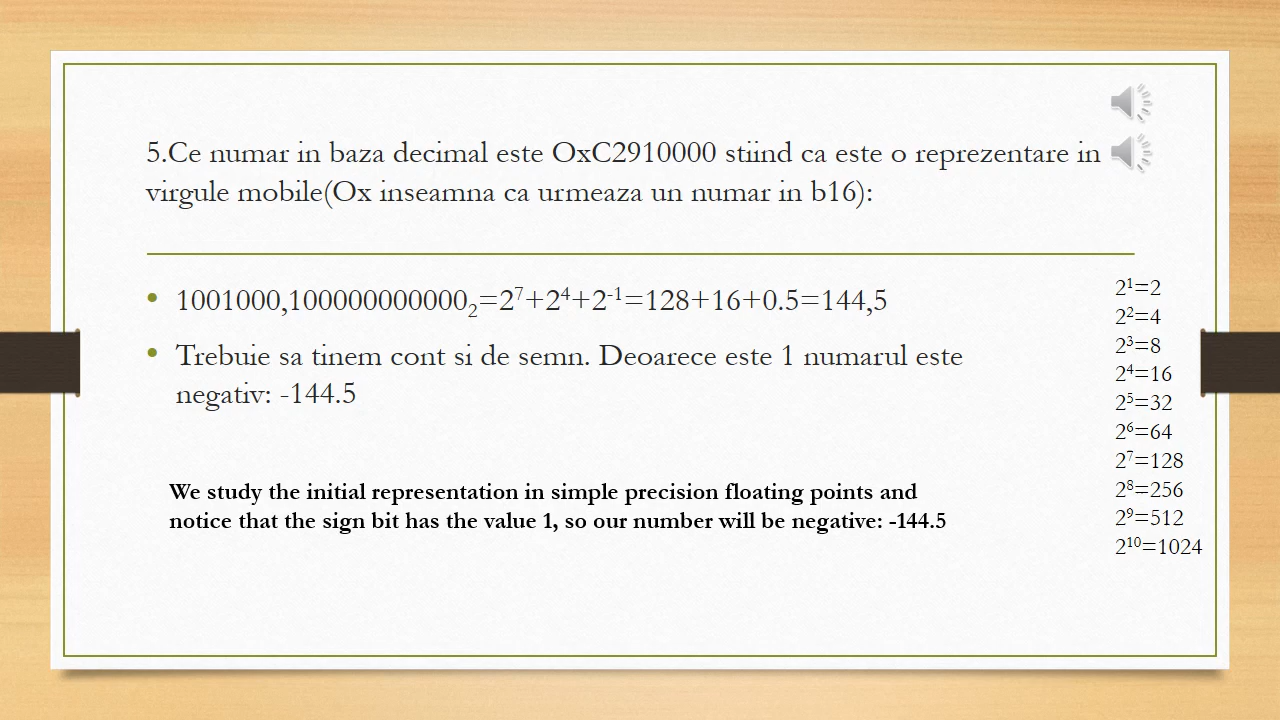 5.Ce numar in baza decimal este OxC2910000 stiind ca este o reprezentare in
virgule mobile(Ox inseamna ca urmeaza un numar in b16):
• 1001000,100000000000₂=2⁷+2⁴+2⁻¹=128+16+0.5=144,5
• Trebuie sa tinem cont si de semn. Deoarece este 1 numarul este
negativ: -144.5
We study the initial representation in simple precision floating points and
notice that the sign bit has the value 1, so our number will be negative: -144.5
2¹=2
2²=4
2³=8
2⁴=16
2⁵=32
2⁶=64
2⁷=128
2⁸=256
2⁹=512
2¹⁰=1024